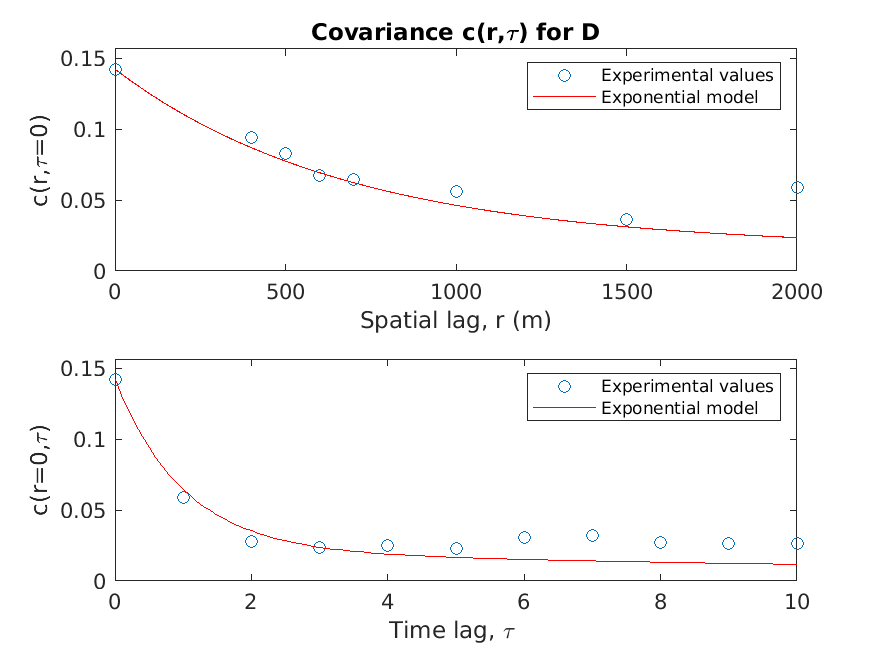 Covariance c(r,τ) for D
c(r,τ=0)
0.15
0.1
0.05
0
Experimental values
Exponential model
0
500
1000
1500
2000
Spatial lag, r (m)
c(r=0,τ)
0.15
0.1
0.05
0
Experimental values
Exponential model
0
2
4
6
8
10
Time lag, τ